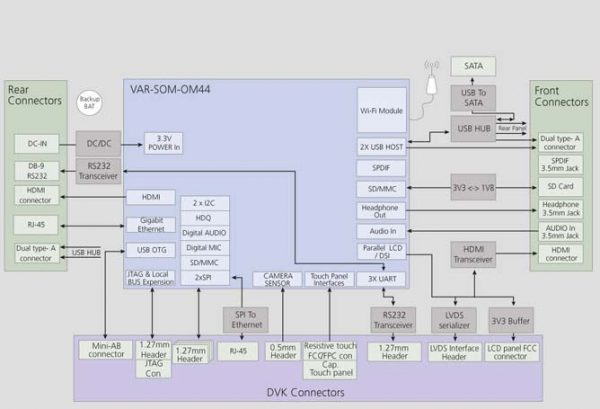 VAR-SOM-OM44
SATA
Rear
Connectors
Backup
BAT
Front
Connectors
USB To
SATA
Wi-Fi Module
USB HUB
Rear Panel
DC-IN
DC/DC
3.3V
POWER In
2X USB HOST
Dual type- A
connector
DB-9
RS232
RS232
Transceiver
SPDIF
SPDIF
3.5mm Jack
HDMI
connector
HDMI
2 x I2C
SD/MMC
3V3 <-> 1V8
SD Card
HDQ
Headphone
Out
Headphone
3.5mm Jack
RJ-45
Gigabit
Ethernet
Digital AUDIO
Audio In
AUDIO In
3.5mm Jack
Dual type- A
connector
USB HUB
USB OTG
Digital MIC
Parallel LCD
/ DSI
HDMI
Transceiver
HDMI
connector
SD/MMC
JTAG & Local
BUS Expension
2xSPI
CAMERA
SENSOR
Touch Panel
Interfaces
3X UART
SPI To
Ethernet
RS232
Transceiver
LVDS
serializer
3V3 Buffer
Mini-AB
connector
1.27mm
Header
JTAG
Con
1.27mm
Header
RJ-45
0.5mm
Header
Resistive touch
FCC/FPC con
Cap.
Touch panel
1.27mm
Header
LVDS Interface
Header
LCD panel FCC
connector
DVK Connectors